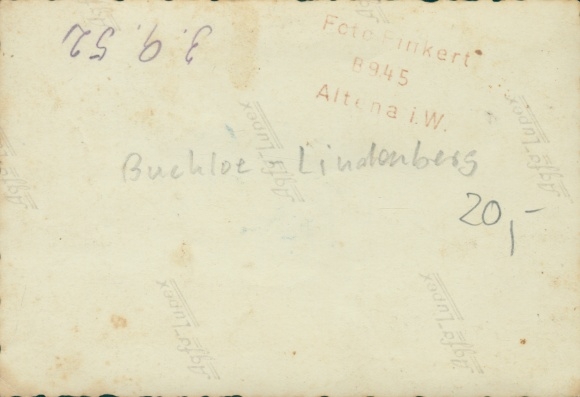 3. 9. 52
Foto Finkert
8945
Altena i.W.
Buchloe Lindenberg
20,-
Agfa Lupex
Agfa Lupex
Agfa Lupex
Agfa Lupex